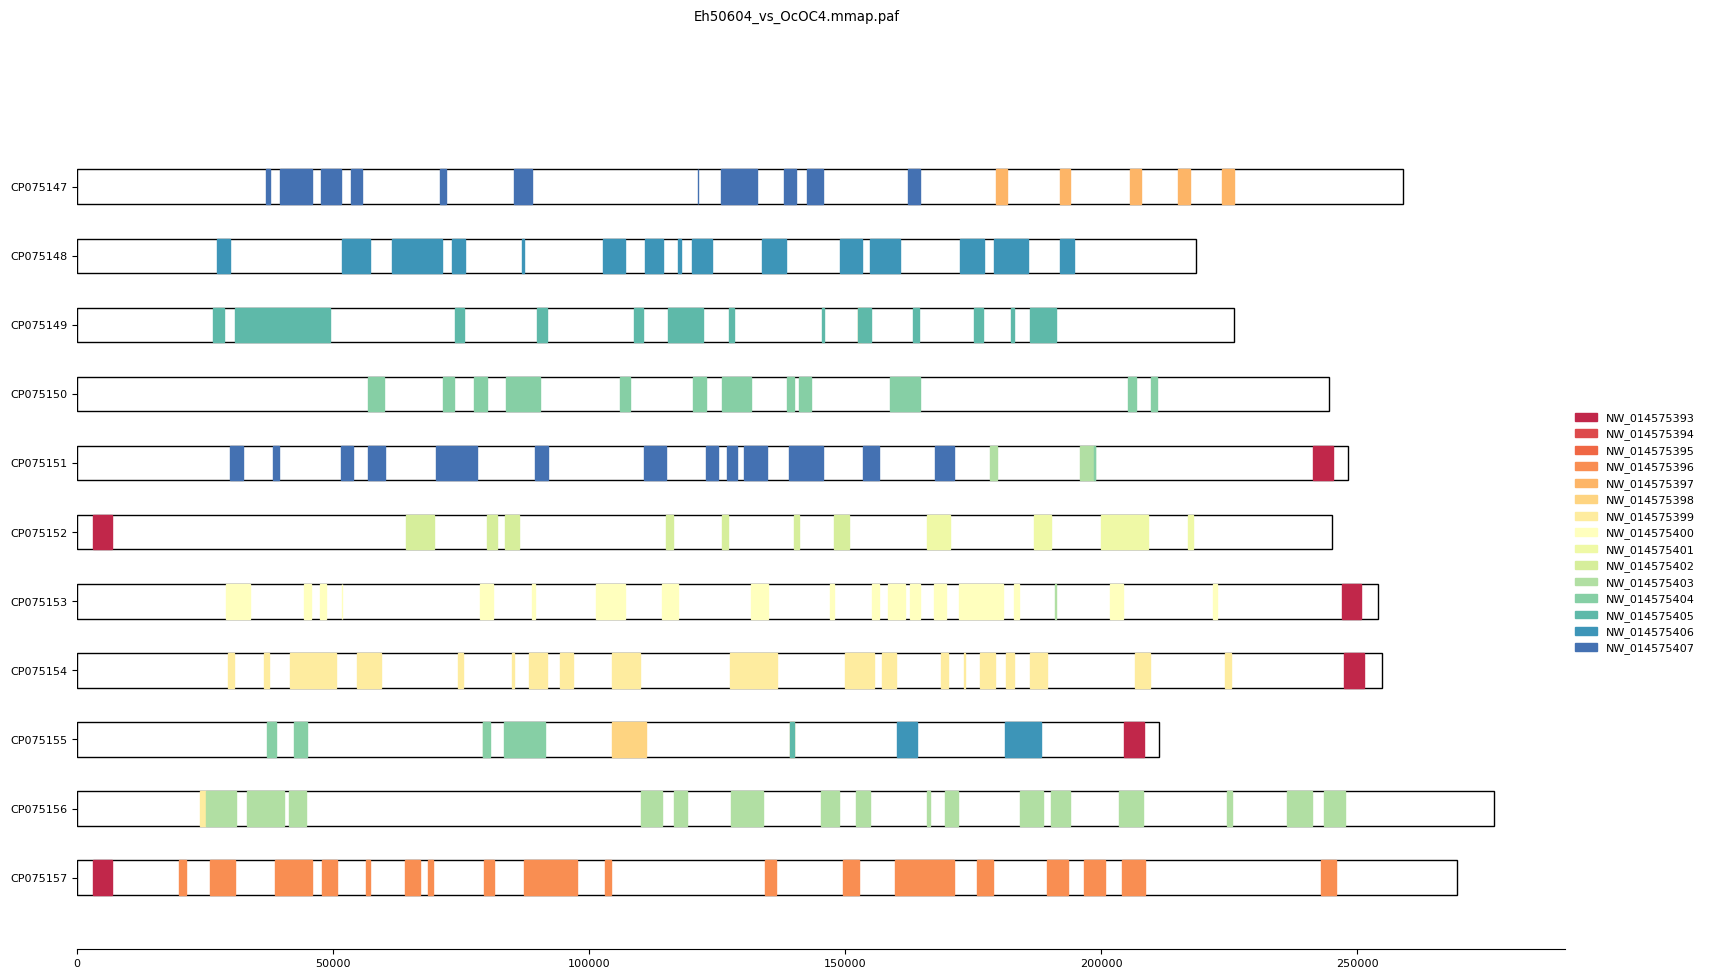 Eh50604_vs_OcOC4.mmap.paf
CP075147
CP075148
CP075149
CP075150
CP075151
CP075152
CP075153
CP075154
CP075155
CP075156
CP075157
NW_014575393
NW_014575394
NW_014575395
NW_014575396
NW_014575397
NW_014575398
NW_014575399
NW_014575400
NW_014575401
NW_014575402
NW_014575403
NW_014575404
NW_014575405
NW_014575406
NW_014575407
0 50000 100000 150000 200000 250000